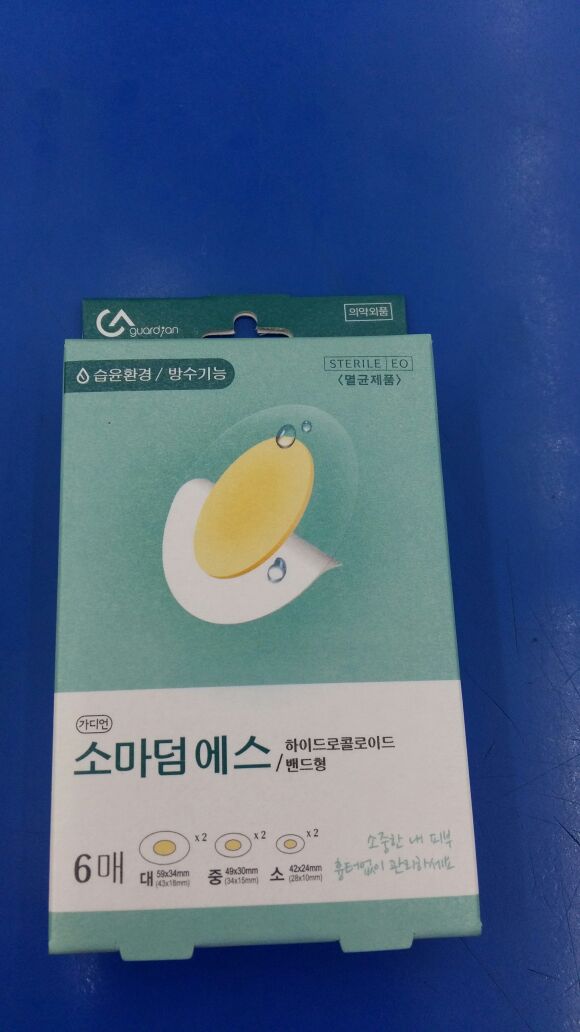 guardian
의약외품
습윤환경 / 방수기능
STERILE EO
〈멸균제품〉
가디언
소마덤에스 / 하이드로콜로이드
밴드형
6매
x 2
대 59x34mm
(43x18mm)
x 2
중 49x30mm
(34x15mm)
x 2
소 42x24mm
(28x10mm)
소중한 내 피부
흉터없이 관리하세요